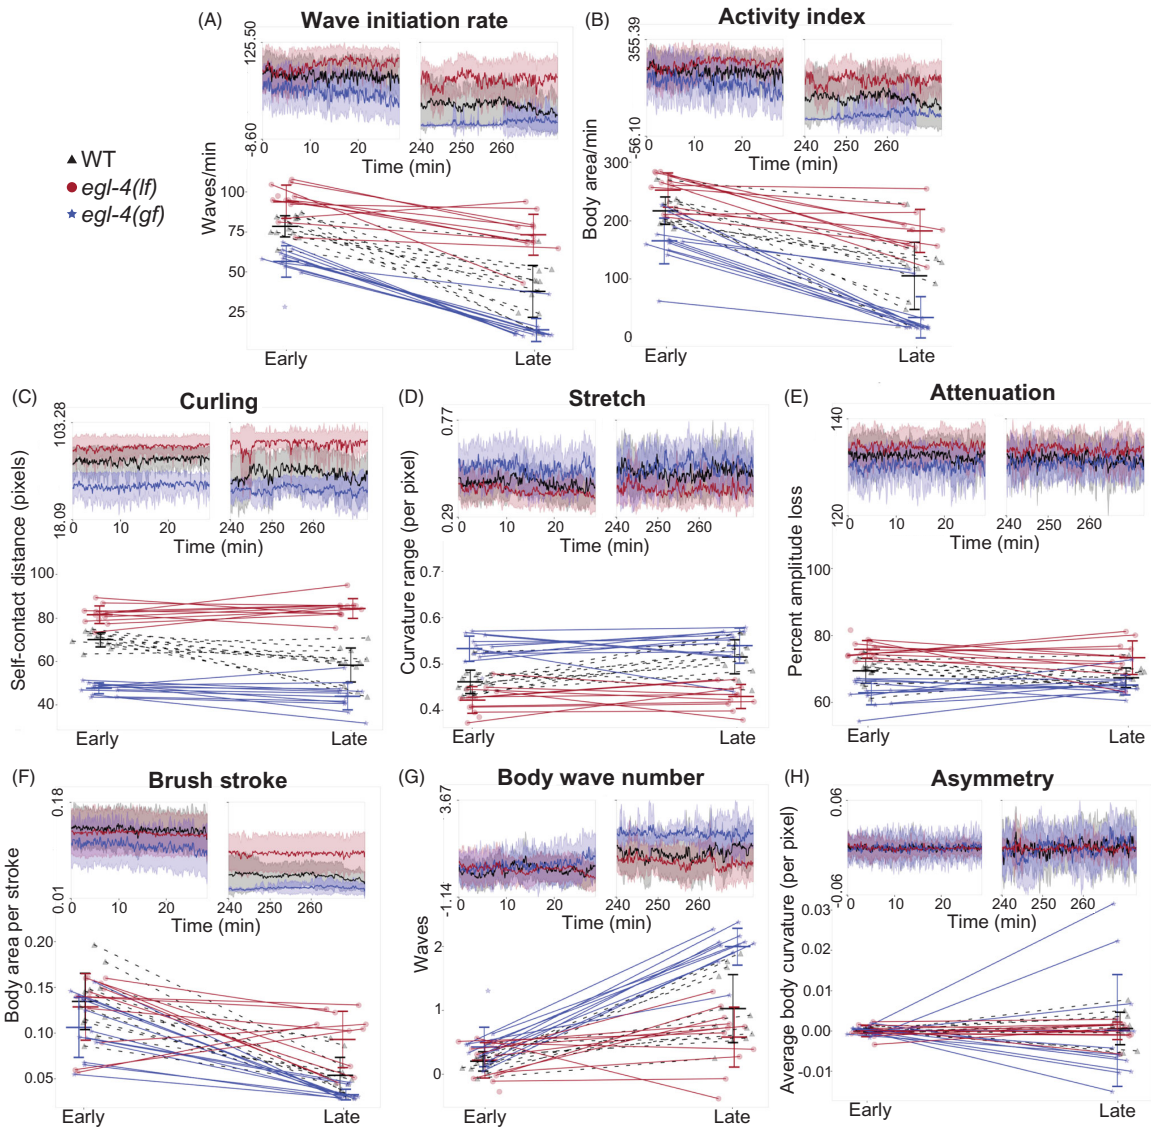 (A) Wave initiation rate
125.50
-8.60
0 10 20 240 250 260
Time (min)
Waves/min
100
75
50
25
Early Late
(B) Activity index
355.39
-56.10
0 10 20 240 250 260
Time (min)
Body area/min
300
200
100
0
Early Late
WT
egl-4(lf)
egl-4(gf)
(C) Curling
103.28
18.09
0 10 20 240 250 260
Time (min)
Self-contact distance (pixels)
100
80
60
40
Early Late
(D) Stretch
0.77
0.29
0 10 20 240 250 260
Time (min)
Curvature range (per pixel)
0.7
0.6
0.5
0.4
Early Late
(E) Attenuation
140
120
0 10 20 240 250 260
Time (min)
Percent amplitude loss
100
80
60
Early Late
(F) Brush stroke
0.18
0.01
0 10 20 240 250 260
Time (min)
Body area per stroke
0.20
0.15
0.10
0.05
Early Late
(G) Body wave number
3.67
-1.14
0 10 20 240 250 260
Time (min)
Waves
2
1
0
Early Late
(H) Asymmetry
0.06
-0.06
0 10 20 240 250 260
Time (min)
Average body curvature (per pixel)
0.03
0.02
0.01
0.00
-0.01
Early Late